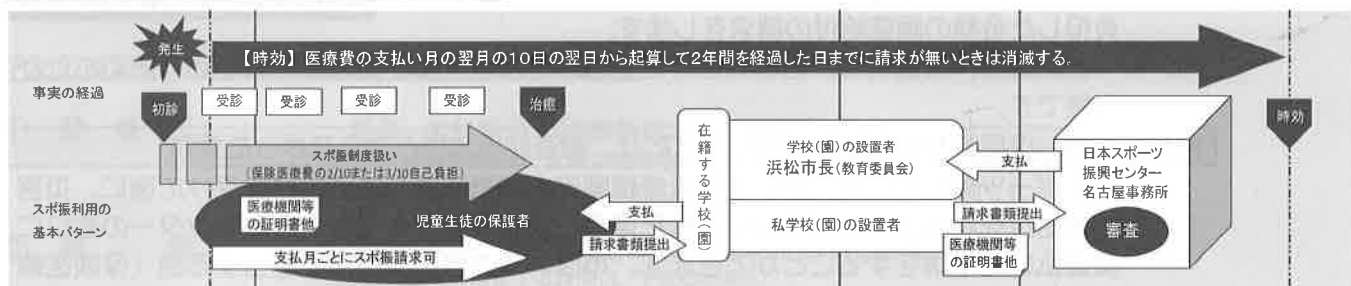 発生
【時効】 医療費の支払い月の翌月の10日の翌日から起算して2年間を経過した日までに請求が無いときは消滅する。
事実の経過
初診
受診
受診
受診
受診
治癒
時効
スポ振利用の
基本パターン
スポ振制度扱い
(保険医療費の2/10または3/10自己負担)
医療機関等
の証明書他
児童生徒の保護者
支払月ごとにスポ振請求可
支払
請求書類提出
在籍する学校(園)
学校(園)の設置者
浜松市長(教育委員会)
私学校(園)の設置者
支払
請求書類提出
医療機関等
の証明書他
日本スポーツ
振興センター
名古屋事務所
審査